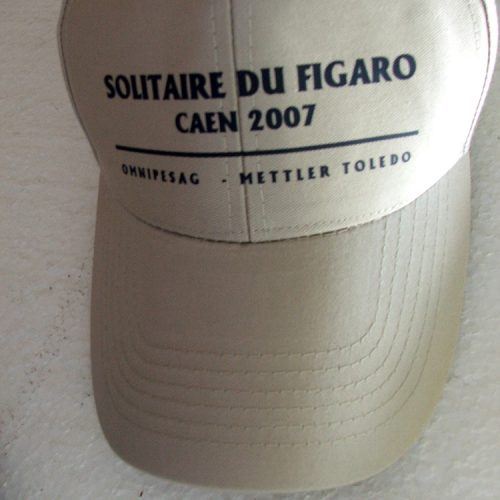 SOLITAIRE DU FIGARO
CAEN 2007
OMNIPESAG - METTLER TOLEDO